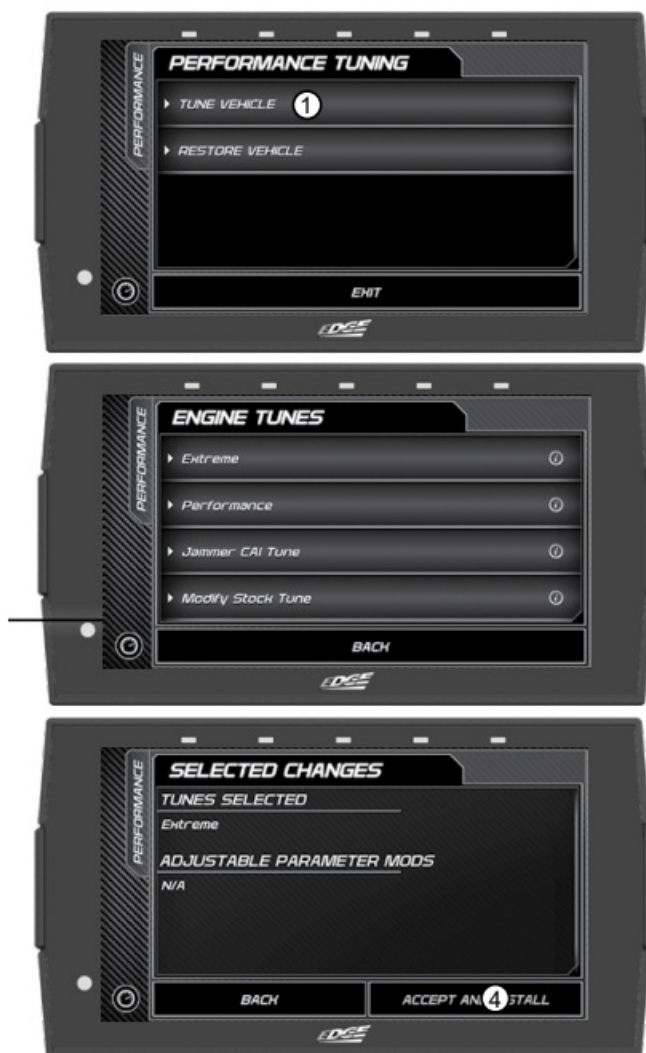 PERFORMANCE
PERFORMANCE TUNING
TUNE VEHICLE 1
RESTORE VEHICLE
EXIT
EDGE
PERFORMANCE
ENGINE TUNES
Extreme
Performance
Jammer CAI Tune
Modify Stock Tune
BACK
EDGE
PERFORMANCE
SELECTED CHANGES
TUNES SELECTED
Extreme
ADJUSTABLE PARAMETER MODS
N/A
BACK
ACCEPT AN 4 STALL
EDGE